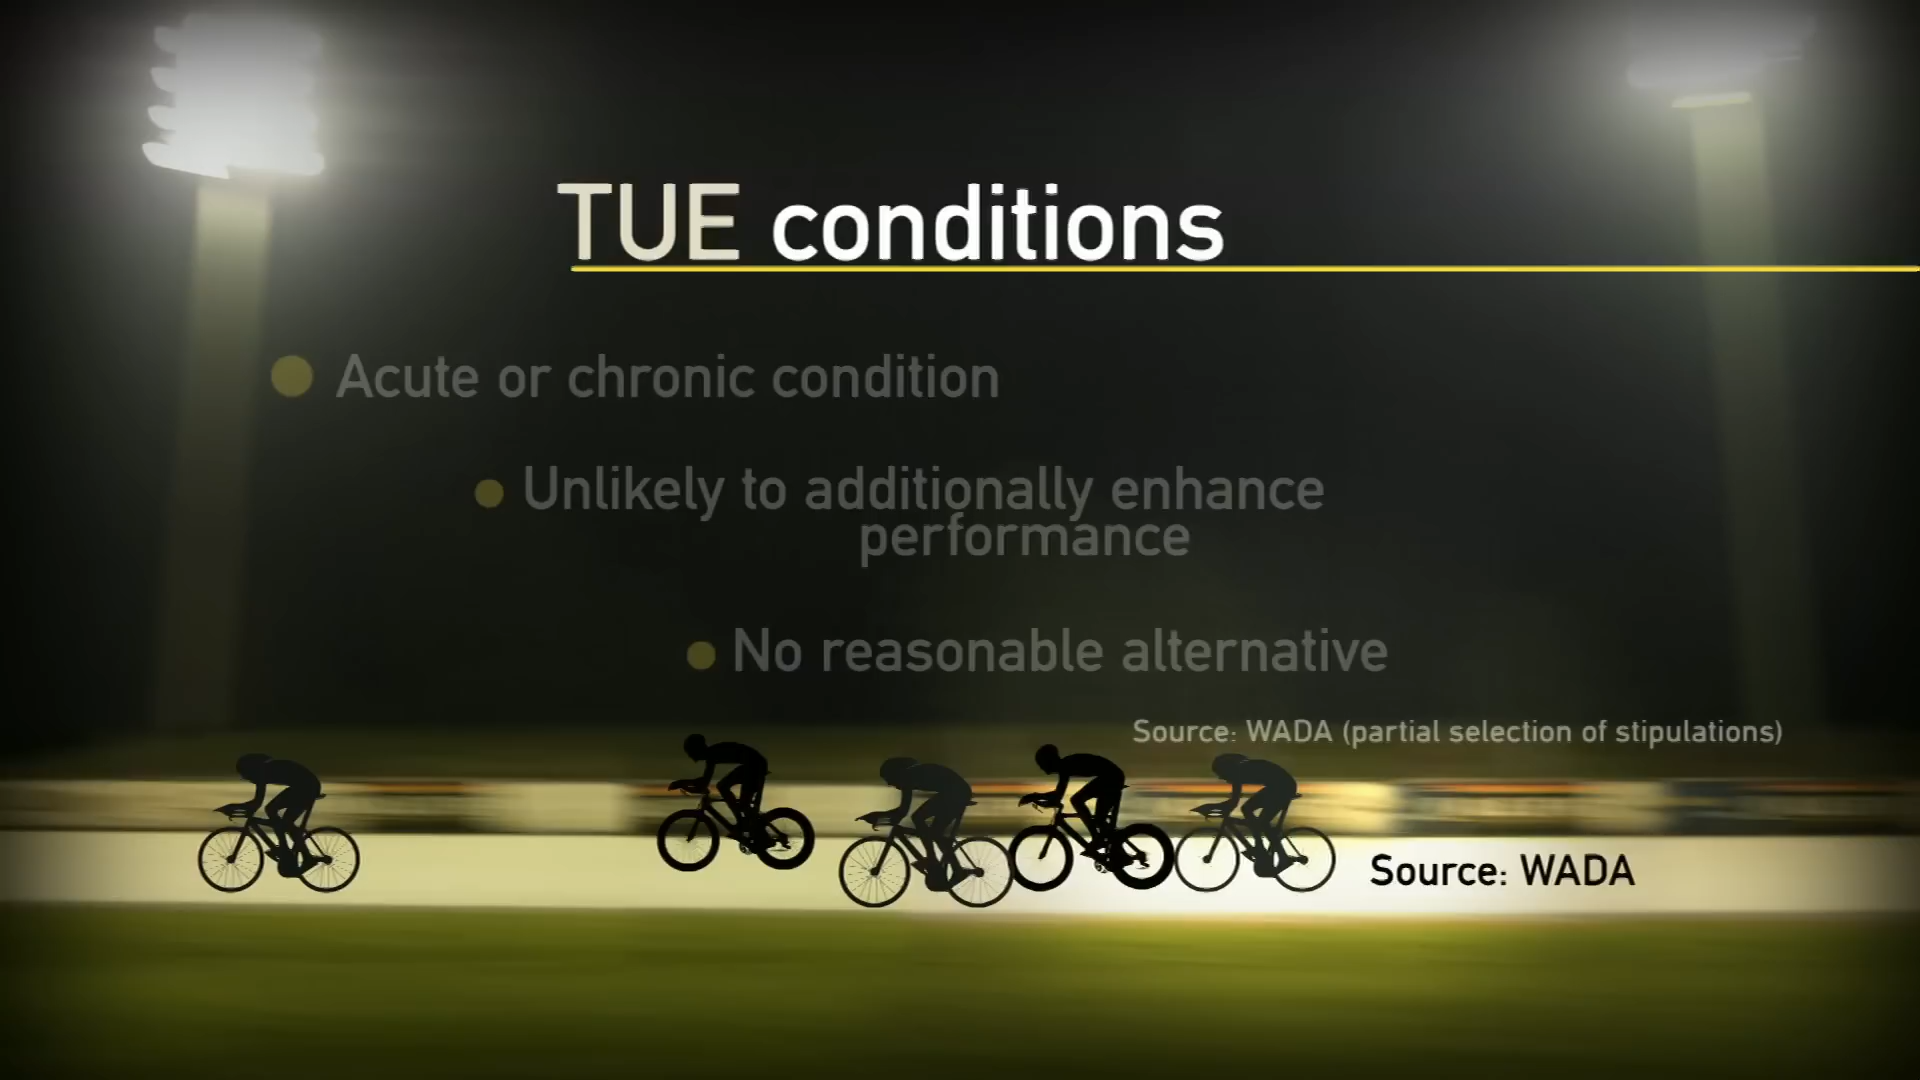 TUE conditions
Acute or chronic condition
Unlikely to additionally enhance
performance
No reasonable alternative
Source: WADA (partial selection of stipulations)
Source: WADA